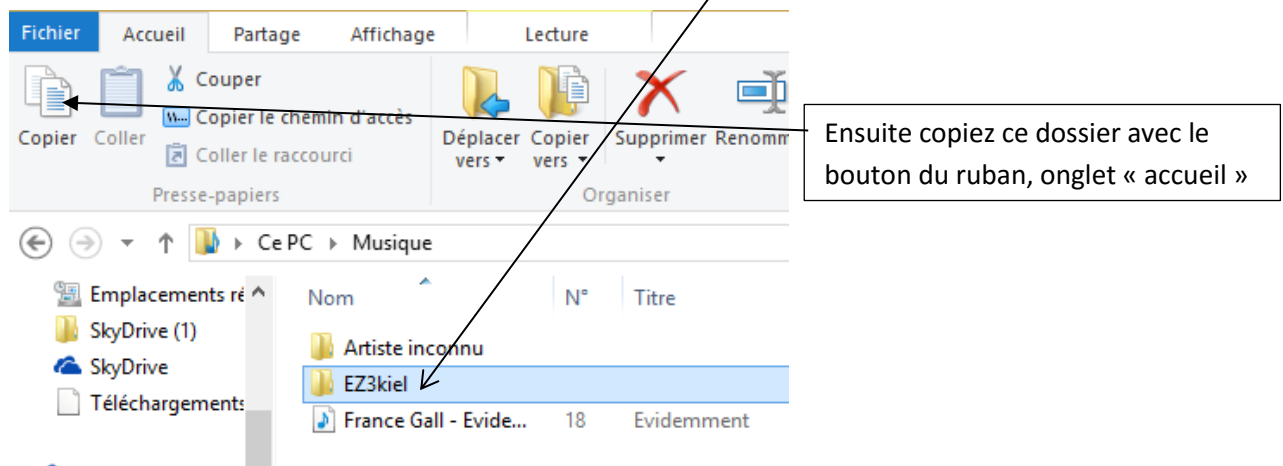 Fichier Accueil Partage Affichage Lecture
Couper
Copier le chemin d'accès
Coller le raccourci
Copier Coller
Déplacer vers
Copier vers
Supprimer Renomm
Presse-papiers Organiser
Ensuite copiez ce dossier avec le
bouton du ruban, onglet « accueil »
Ce PC Musique
Emplacements ré
SkyDrive (1)
SkyDrive
Téléchargements
Nom N° Titre
Artiste inconnu
EZ3kiel
France Gall - Evide... 18 Evidemment